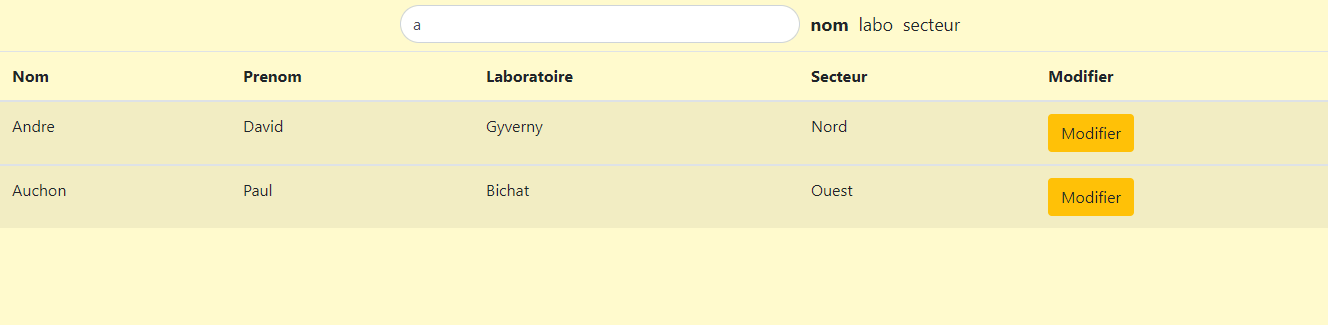 a nom labo secteur
Nom Prenom Laboratoire Secteur Modifier
Andre David Gyverny Nord Modifier
Auchon Paul Bichat Ouest Modifier